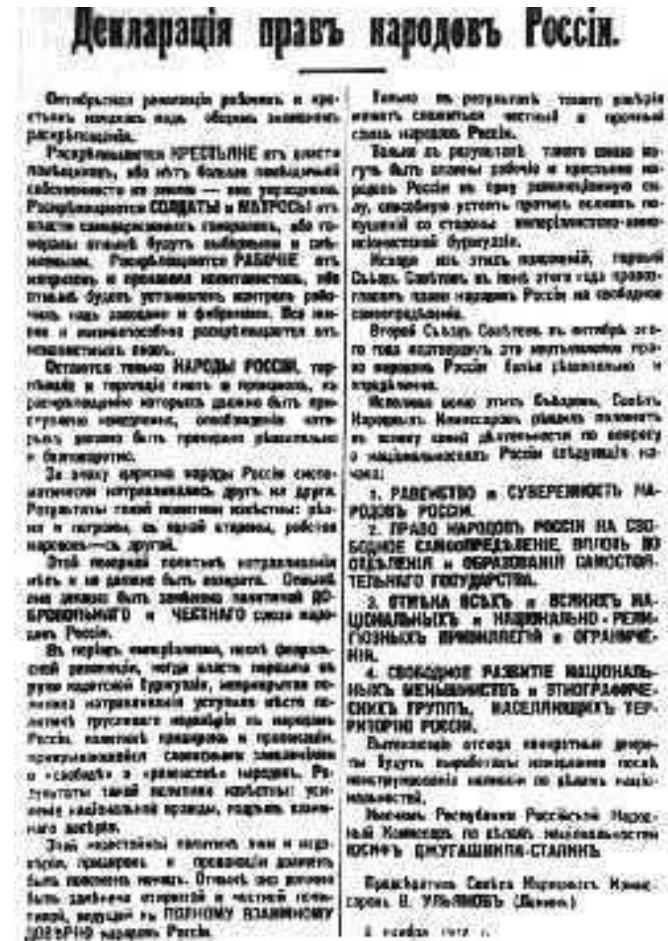 Декларація правъ народовъ Россіи.
Октябрьская революція рабочихъ и кре-
стьянъ началась подъ общимъ знаменемъ
раскрѣпощенія.
Раскрѣпощаются КРЕСТЬЯНЕ отъ власти
помѣщиковъ, ибо нѣтъ больше помѣщичьей
собственности на землю — она упразднена.
Раскрѣпощаются СОЛДАТЫ и МАТРОСЫ отъ
власти самодержавныхъ генераловъ, ибо ге-
нералы отнынѣ будутъ выборными и смѣ-
няемыми. Раскрѣпощаются РАБОЧІЕ отъ
капризовъ и произвола капиталистовъ, ибо
отнынѣ будетъ установленъ контроль рабо-
чихъ надъ заводами и фабриками. Все жи-
вое и жизнеспособное раскрѣпощается отъ
ненавистныхъ оковъ.
Остаются только НАРОДЫ РОССІИ, тер-
пѣвшіе и терпящіе гнетъ и произволъ, къ
раскрѣпощенію которыхъ должно быть при-
ступлено немедленно, освобожденіе кото-
рыхъ должно быть проведено рѣшительно
и безповоротно.
За эпоху царизма народы Россіи систе-
матически натравливались другъ на друга.
Результаты такой политики извѣстны: рѣз-
ня и погромы, съ одной стороны, рабство
народовъ—съ другой.
Этой позорной политикѣ натравливанія
нѣтъ и не должно быть возврата. Отнынѣ
она должна быть замѣнена политикой ДО-
БРОВОЛЬНАГО и ЧЕСТНАГО союза наро-
довъ Россіи.
Въ періодъ имперіализма, послѣ февраль-
ской революціи, когда власть перешла въ
руки кадетской буржуазіи, неприкрытая по-
литика натравливанія уступила мѣсто по-
литикѣ трусливаго недовѣрія къ народамъ
Россіи, политикѣ придирокъ и провокаціи,
прикрывающейся словесными заявленіями
о «свободѣ» и «равенствѣ» народовъ. Ре-
зультаты такой политики извѣстны: уси-
леніе національной вражды, подрывъ взаим-
наго довѣрія.
Этой недостойной политикѣ лжи и недо-
вѣрія, придирокъ и провокаціи долженъ
быть положенъ конецъ. Отнынѣ она должна
быть замѣнена открытой и честной поли-
тикой, ведущей къ ПОЛНОМУ ВЗАИМНОМУ
ДОВѢРІЮ народовъ Россіи.
Только въ результатѣ такого довѣрія
можетъ сложиться честный и прочный
союзъ народовъ Россіи.
Только въ результатѣ такого союза мо-
гутъ быть спаяны рабочіе и крестьяне на-
родовъ Россіи въ одну революціонную си-
лу, способную устоять противъ всякихъ по-
кушеній со стороны имперіалистско-анне-
ксіонистской буржуазіи.
Исходя изъ этихъ положеній, первый
Съѣздъ Совѣтовъ въ іюнѣ этого года провоз-
гласилъ право народовъ Россіи на свободное
самоопредѣленіе.
Второй Съѣздъ Совѣтовъ въ октябрѣ это-
го года подтвердилъ это неотъемлемое пра-
во народовъ Россіи болѣе рѣшительно и
опредѣленно.
Исполняя волю этихъ Съѣздовъ, Совѣтъ
Народныхъ Комиссаровъ рѣшилъ положить
въ основу своей дѣятельности по вопросу
о національностяхъ Россіи слѣдующія на-
чала:
1. РАВЕНСТВО и СУВЕРЕННОСТЬ НА-
РОДОВЪ РОССІИ.
2. ПРАВО НАРОДОВЪ РОССІИ НА СВО-
БОДНОЕ САМООПРЕДѢЛЕНІЕ, ВПЛОТЬ ДО
ОТДѢЛЕНІЯ и ОБРАЗОВАНІЯ САМОСТОЯ-
ТЕЛЬНАГО ГОСУДАРСТВА.
3. ОТМѢНА ВСѢХЪ и ВСЯКИХЪ НА-
ЦІОНАЛЬНЫХЪ и НАЦІОНАЛЬНО-РЕЛИ-
ГІОЗНЫХЪ ПРИВИЛЛЕГІЙ и ОГРАНИЧЕ-
НІЙ.
4. СВОБОДНОЕ РАЗВИТІЕ НАЦІОНАЛЬ-
НЫХЪ МЕНЬШИНСТВЪ и ЭТНОГРАФИЧЕ-
СКИХЪ ГРУППЪ, НАСЕЛЯЮЩИХЪ ТЕР-
РИТОРІЮ РОССІИ.
Вытекающіе отсюда конкретные декре-
ты будутъ выработаны немедленно послѣ
конструированія комиссіи по дѣламъ націо-
нальностей.
Именемъ Республики Россійской Народ-
ный Комиссаръ по дѣламъ національностей
ІОСИФЪ ДЖУГАШВИЛИ-СТАЛИНЪ.
Предсѣдатель Совѣта Народныхъ Комис-
саровъ В. УЛЬЯНОВЪ (Ленинъ)
2 ноября 1917 г.